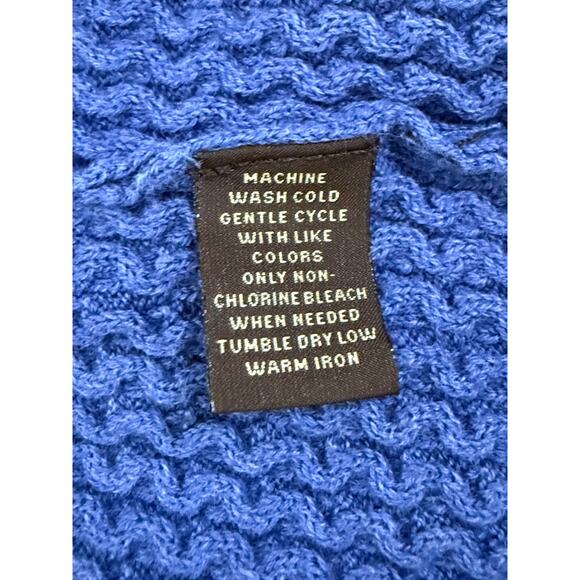 MACHINE
WASH COLD
GENTLE CYCLE
WITH LIKE
COLORS
ONLY NON-
CHLORINE BLEACH
WHEN NEEDED
TUMBLE DRY LOW
WARM IRON